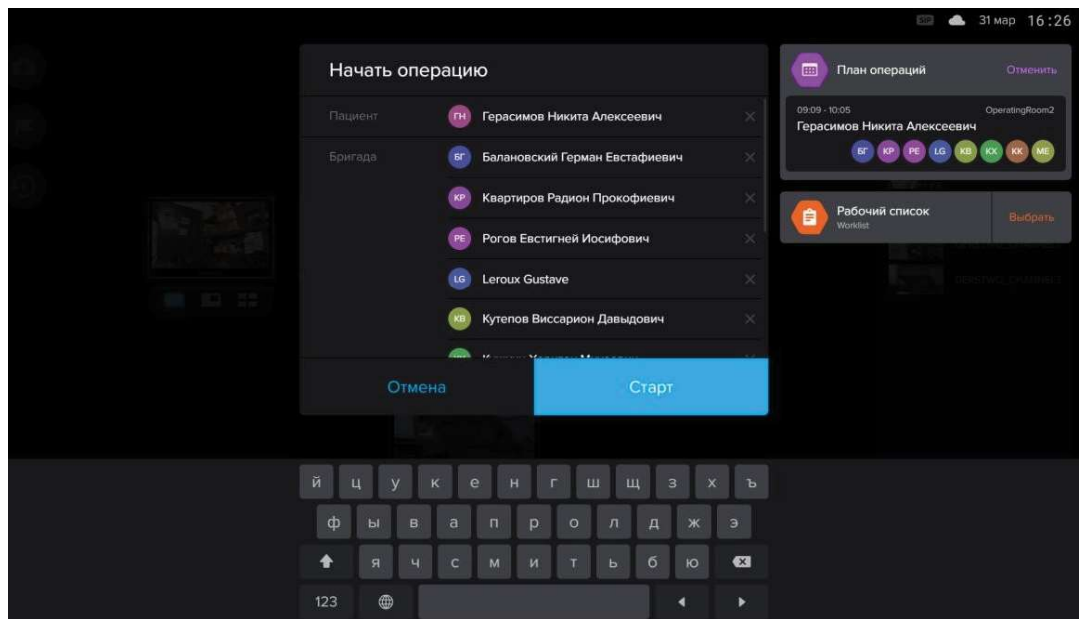 SIP 31 мар 16:26
Начать операцию
Пациент ГН Герасимов Никита Алексеевич
Бригада БГ Балановский Герман Евстафиевич
КР Квартиров Радион Прокофиевич
РЕ Рогов Евстигней Иосифович
LG Leroux Gustave
КВ Кутепов Виссарион Давыдович
Отмена Старт
План операций Отменить
09:09 - 10:05 OperatingRoom2
Герасимов Никита Алексеевич
БГ КР РЕ LG КВ КХ КК МЕ
Рабочий список Выбрать
Worklist
й ц у к е н г ш щ з х ъ
ф ы в а п р о л д ж э
я ч с м и т ь б ю
123